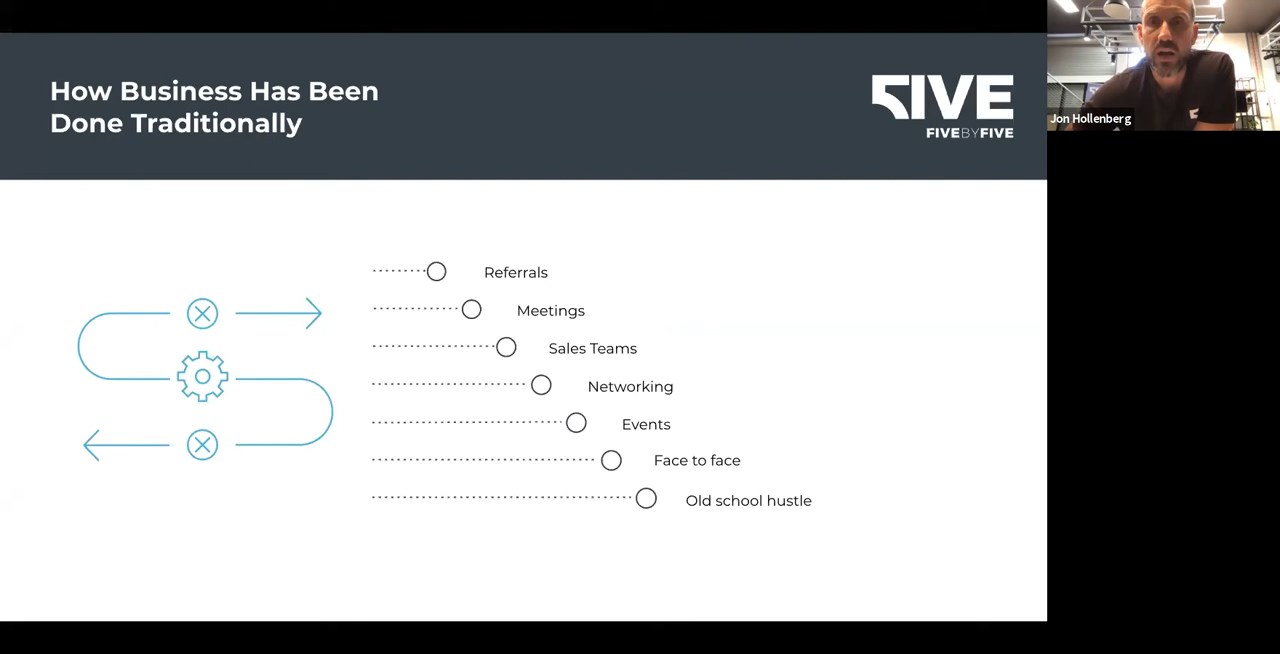 How Business Has Been
Done Traditionally
5IVE
FIVEBYFIVE
Jon Hollenberg
Referrals
Meetings
Sales Teams
Networking
Events
Face to face
Old school hustle